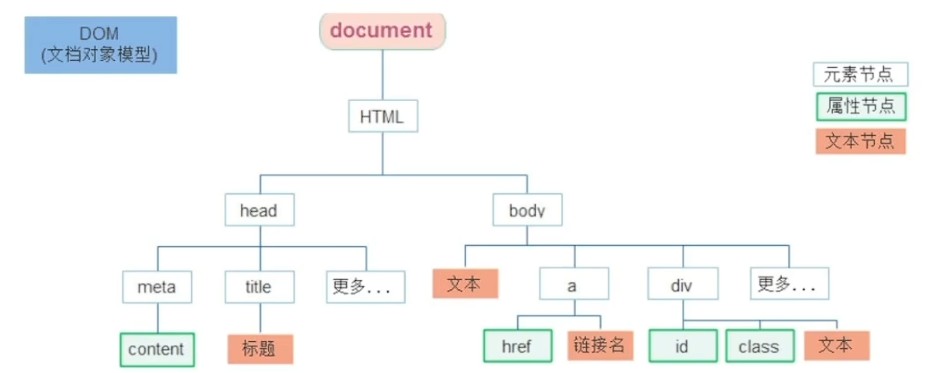 DOM
(文档对象模型)
document
元素节点
属性节点
文本节点
HTML
head
body
meta
title
更多...
文本
a
div
更多...
content
标题
href
链接名
id
class
文本